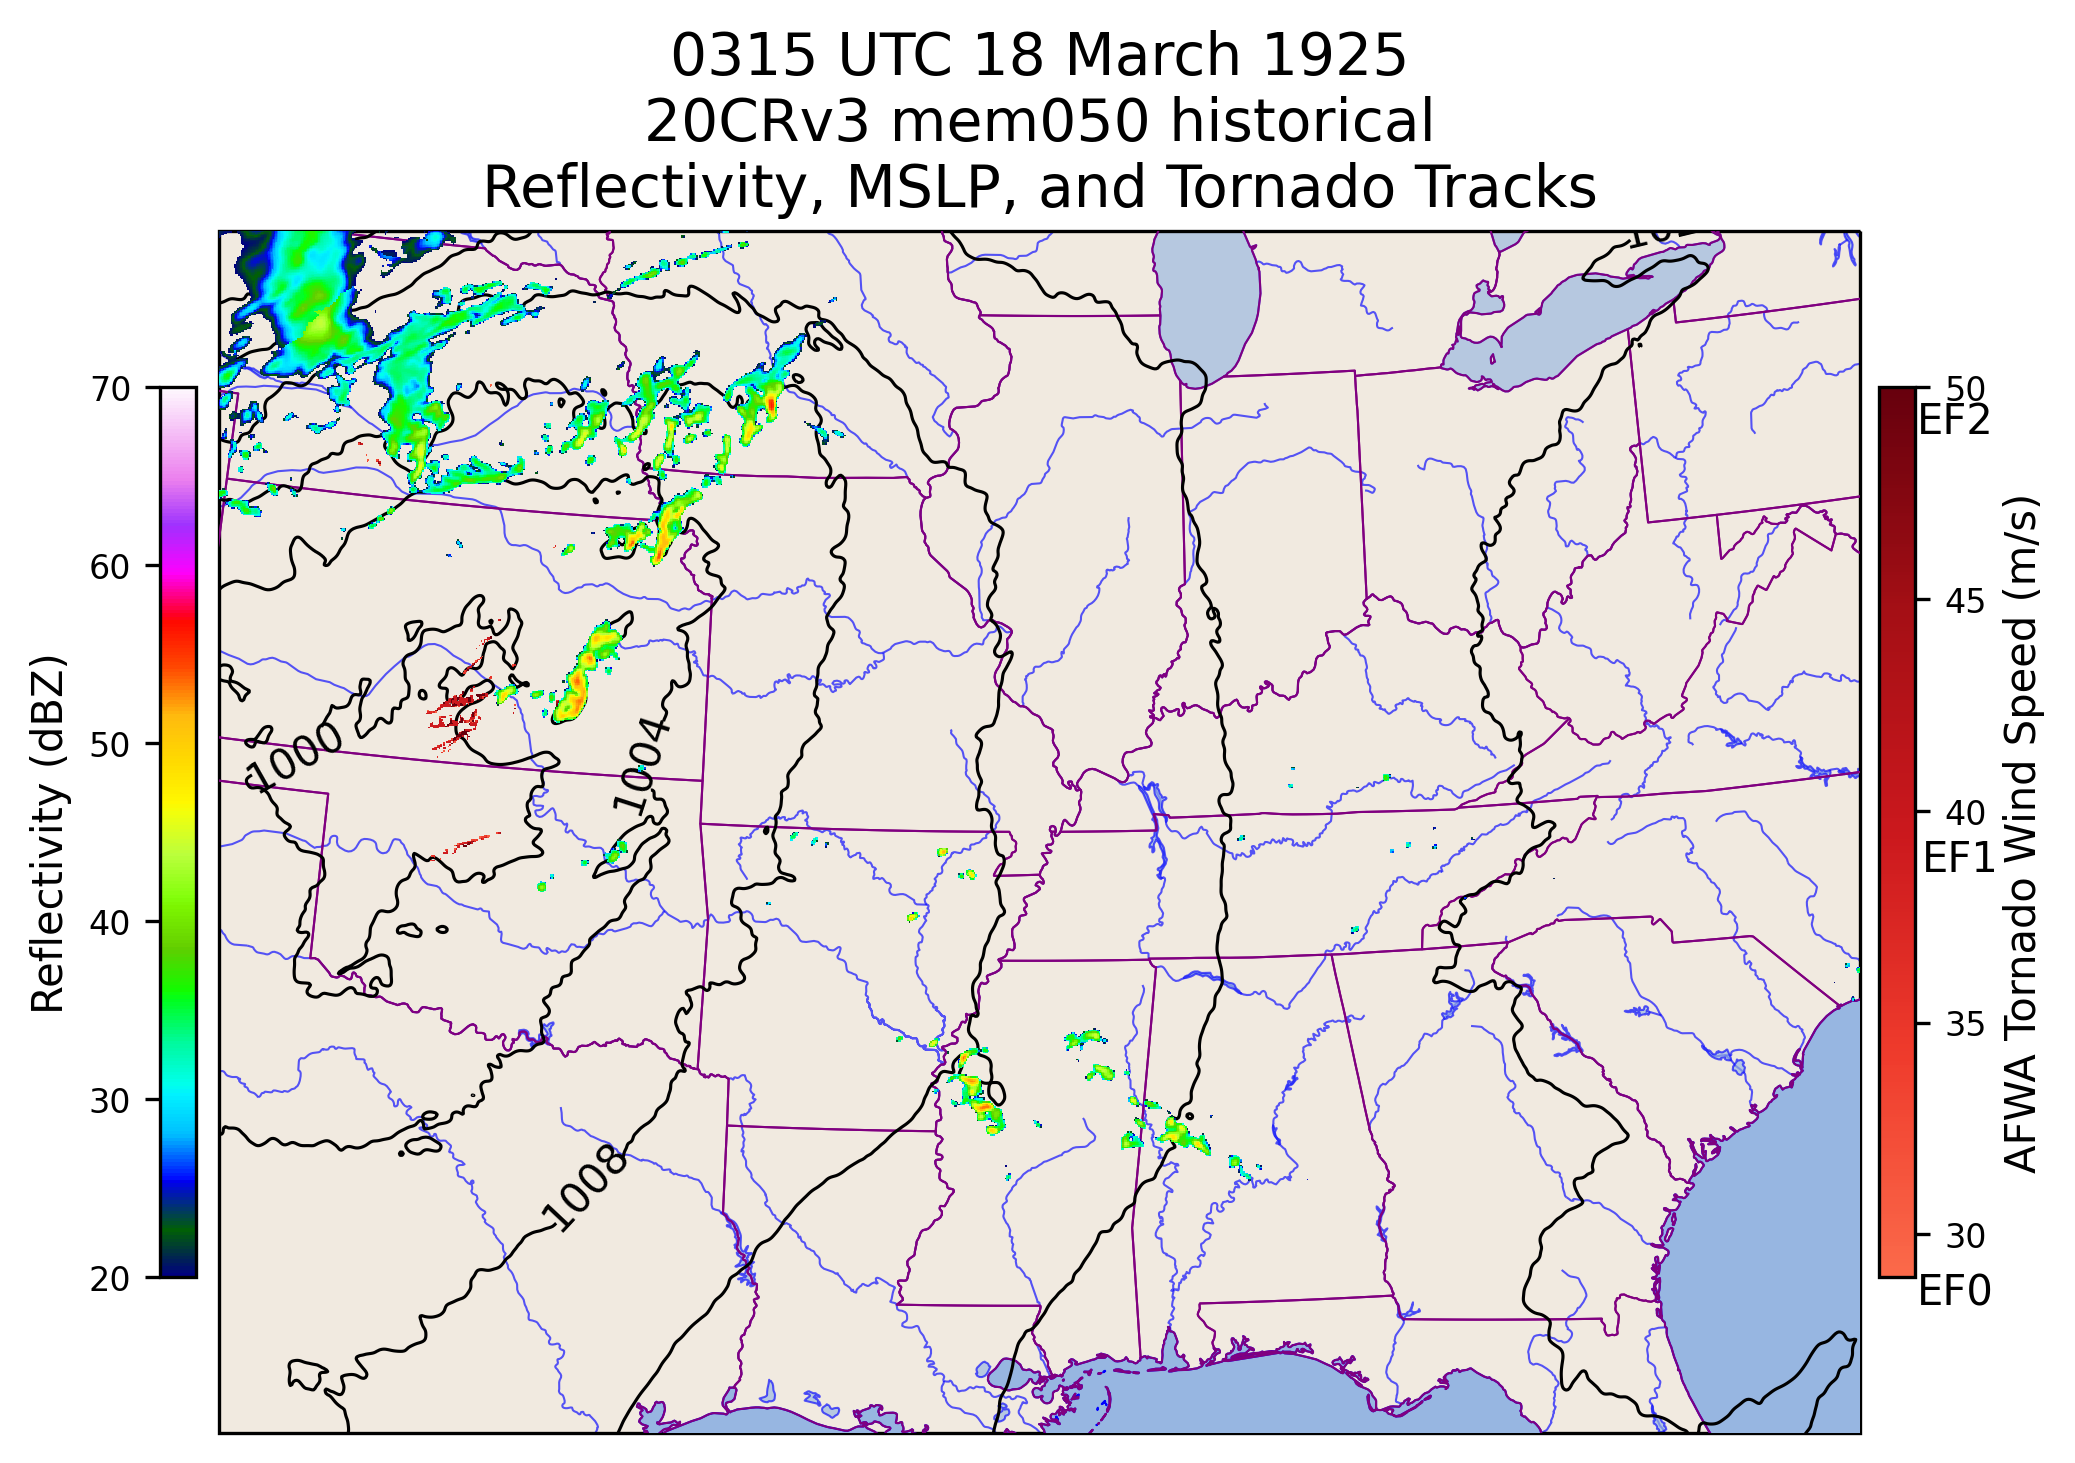 0315 UTC 18 March 1925
20CRv3 mem050 historical
Reflectivity, MSLP, and Tornado Tracks
70
60
50
40
30
20
Reflectivity (dBZ)
1000
1004
1008
50
EF2
45
40
EF1
35
30
EF0
AFWA Tornado Wind Speed (m/s)